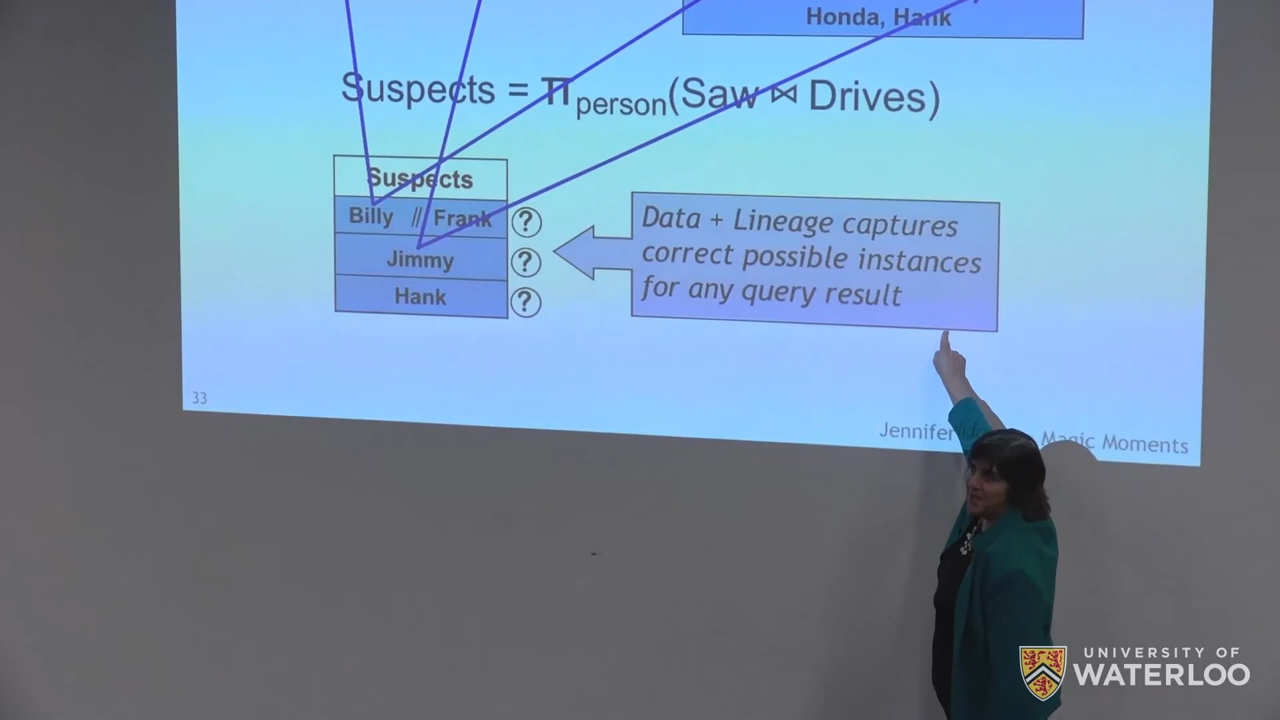 Honda, Hank
Suspects = πperson(Saw ⋈ Drives)
Suspects
Billy // Frank ?
Jimmy ?
Hank ?
Data + Lineage captures
correct possible instances
for any query result
33
Jennifer Magic Moments
UNIVERSITY OF
WATERLOO